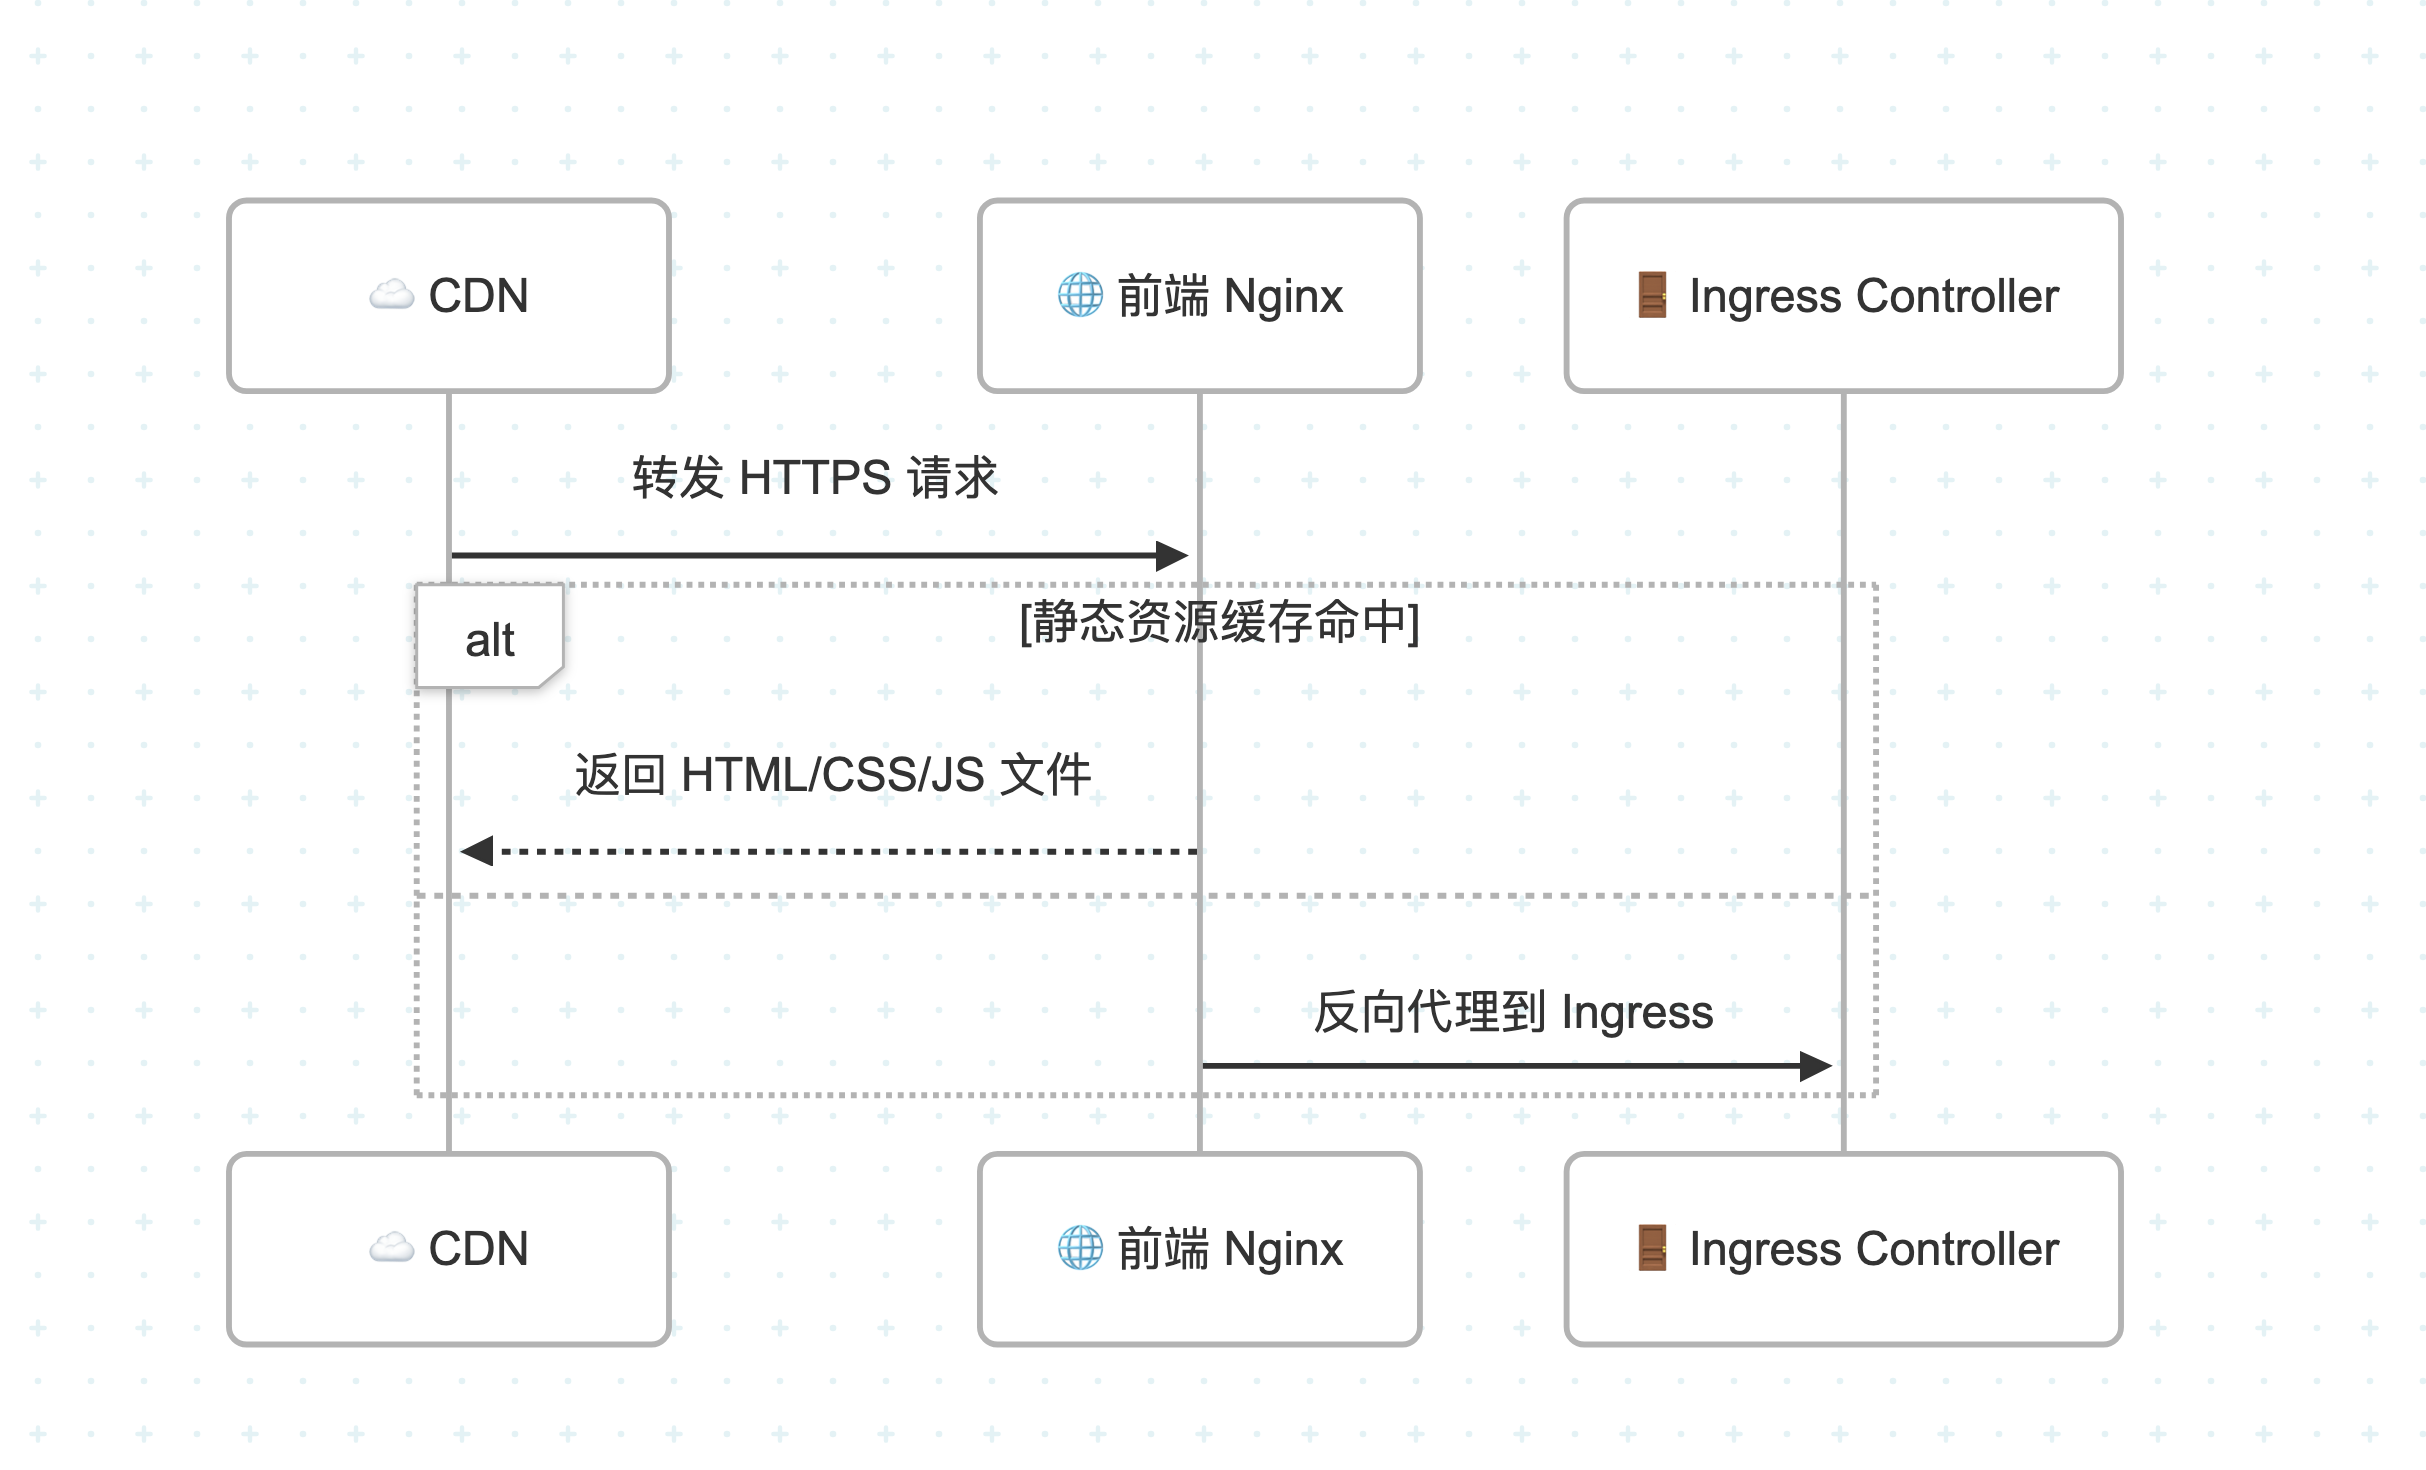 ☁️ CDN
🌐 前端 Nginx
🚪 Ingress Controller
转发 HTTPS 请求
alt
[静态资源缓存命中]
返回 HTML/CSS/JS 文件
反向代理到 Ingress
☁️ CDN
🌐 前端 Nginx
🚪 Ingress Controller